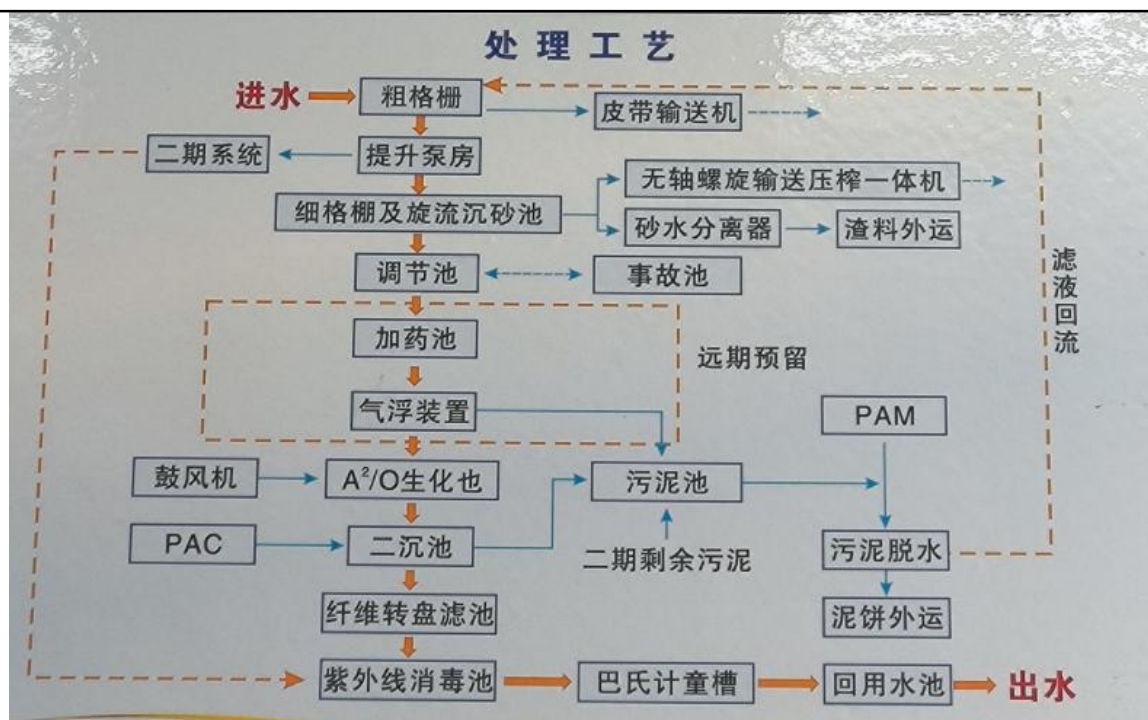 处理工艺
进水
粗格栅
皮带输送机
二期系统
提升泵房
无轴螺旋输送压榨一体机
细格棚及旋流沉砂池
砂水分离器
渣料外运
调节池
事故池
滤液回流
加药池
远期预留
气浮装置
PAM
鼓风机
A²/O生化也
污泥池
PAC
二沉池
二期剩余污泥
污泥脱水
纤维转盘滤池
泥饼外运
紫外线消毒池
巴氏计童槽
回用水池
出水